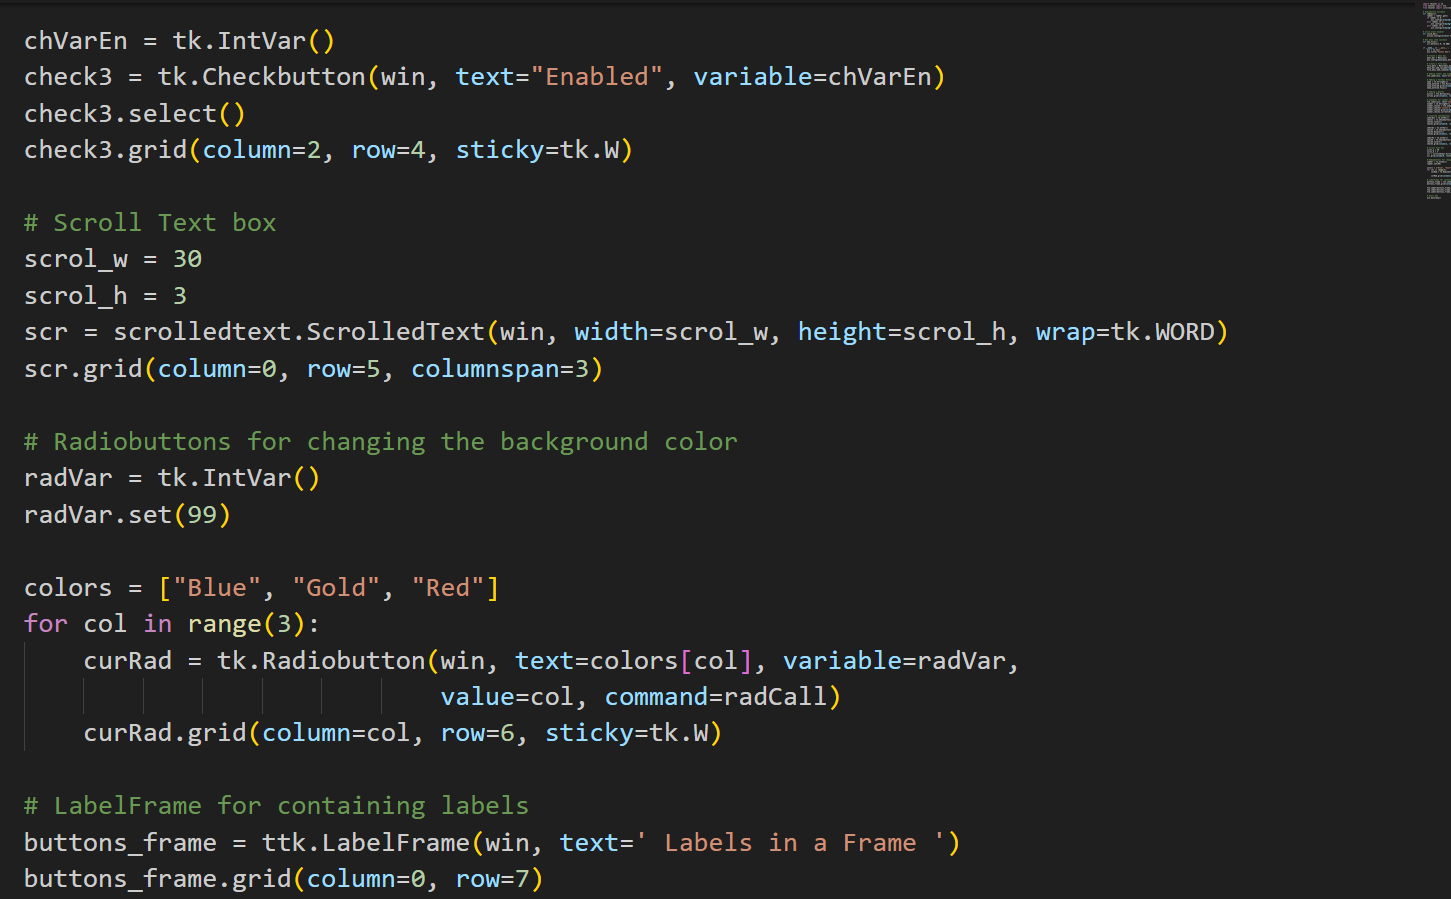 chVarEn = tk.IntVar()
check3 = tk.Checkbutton(win, text="Enabled", variable=chVarEn)
check3.select()
check3.grid(column=2, row=4, sticky=tk.W)
# Scroll Text box
scrol_w = 30
scrol_h = 3
scr = scrolledtext.ScrolledText(win, width=scrol_w, height=scrol_h, wrap=tk.WORD)
scr.grid(column=0, row=5, columnspan=3)
# Radiobuttons for changing the background color
radVar = tk.IntVar()
radVar.set(99)
colors = ["Blue", "Gold", "Red"]
for col in range(3):
    curRad = tk.Radiobutton(win, text=colors[col], variable=radVar,
                            value=col, command=radCall)
    curRad.grid(column=col, row=6, sticky=tk.W)
# LabelFrame for containing labels
buttons_frame = ttk.LabelFrame(win, text=' Labels in a Frame ')
buttons_frame.grid(column=0, row=7)